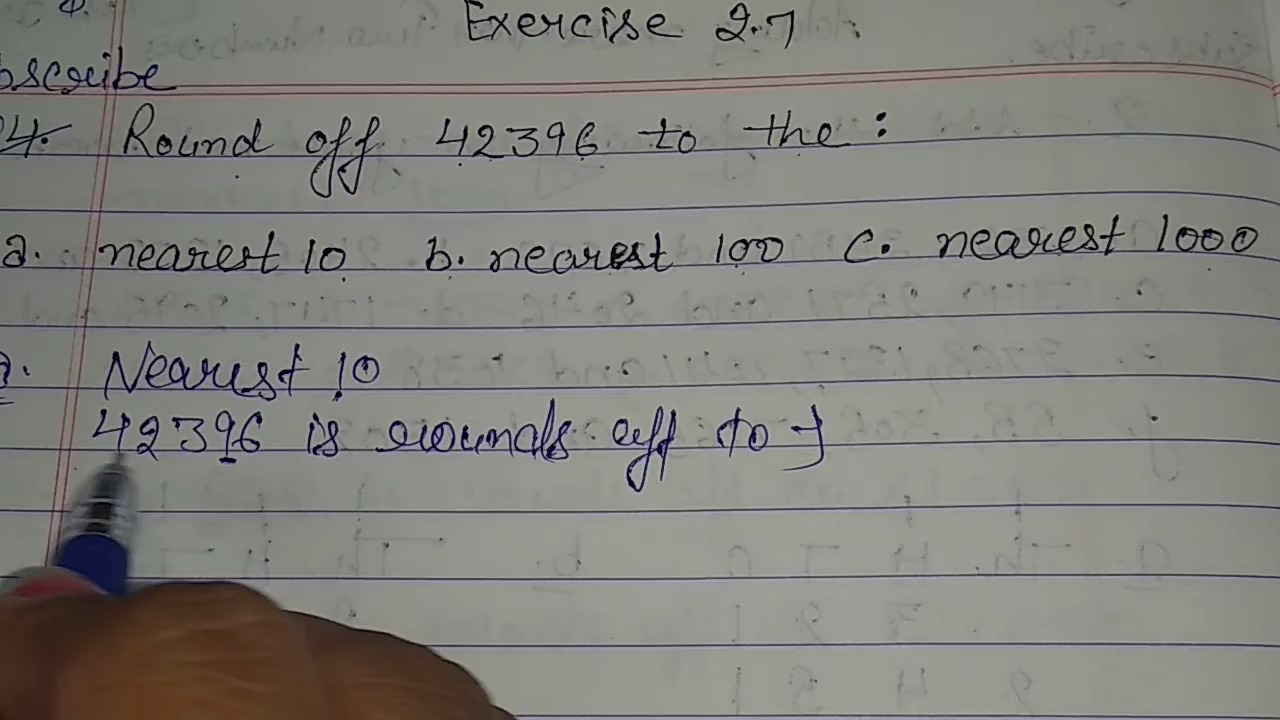 Exercise 2.7
bscribe
4. Round off 42396 to the :
a. nearest 10 b. nearest 100 c. nearest 1000
Nearest 10
42396 is rounds off to